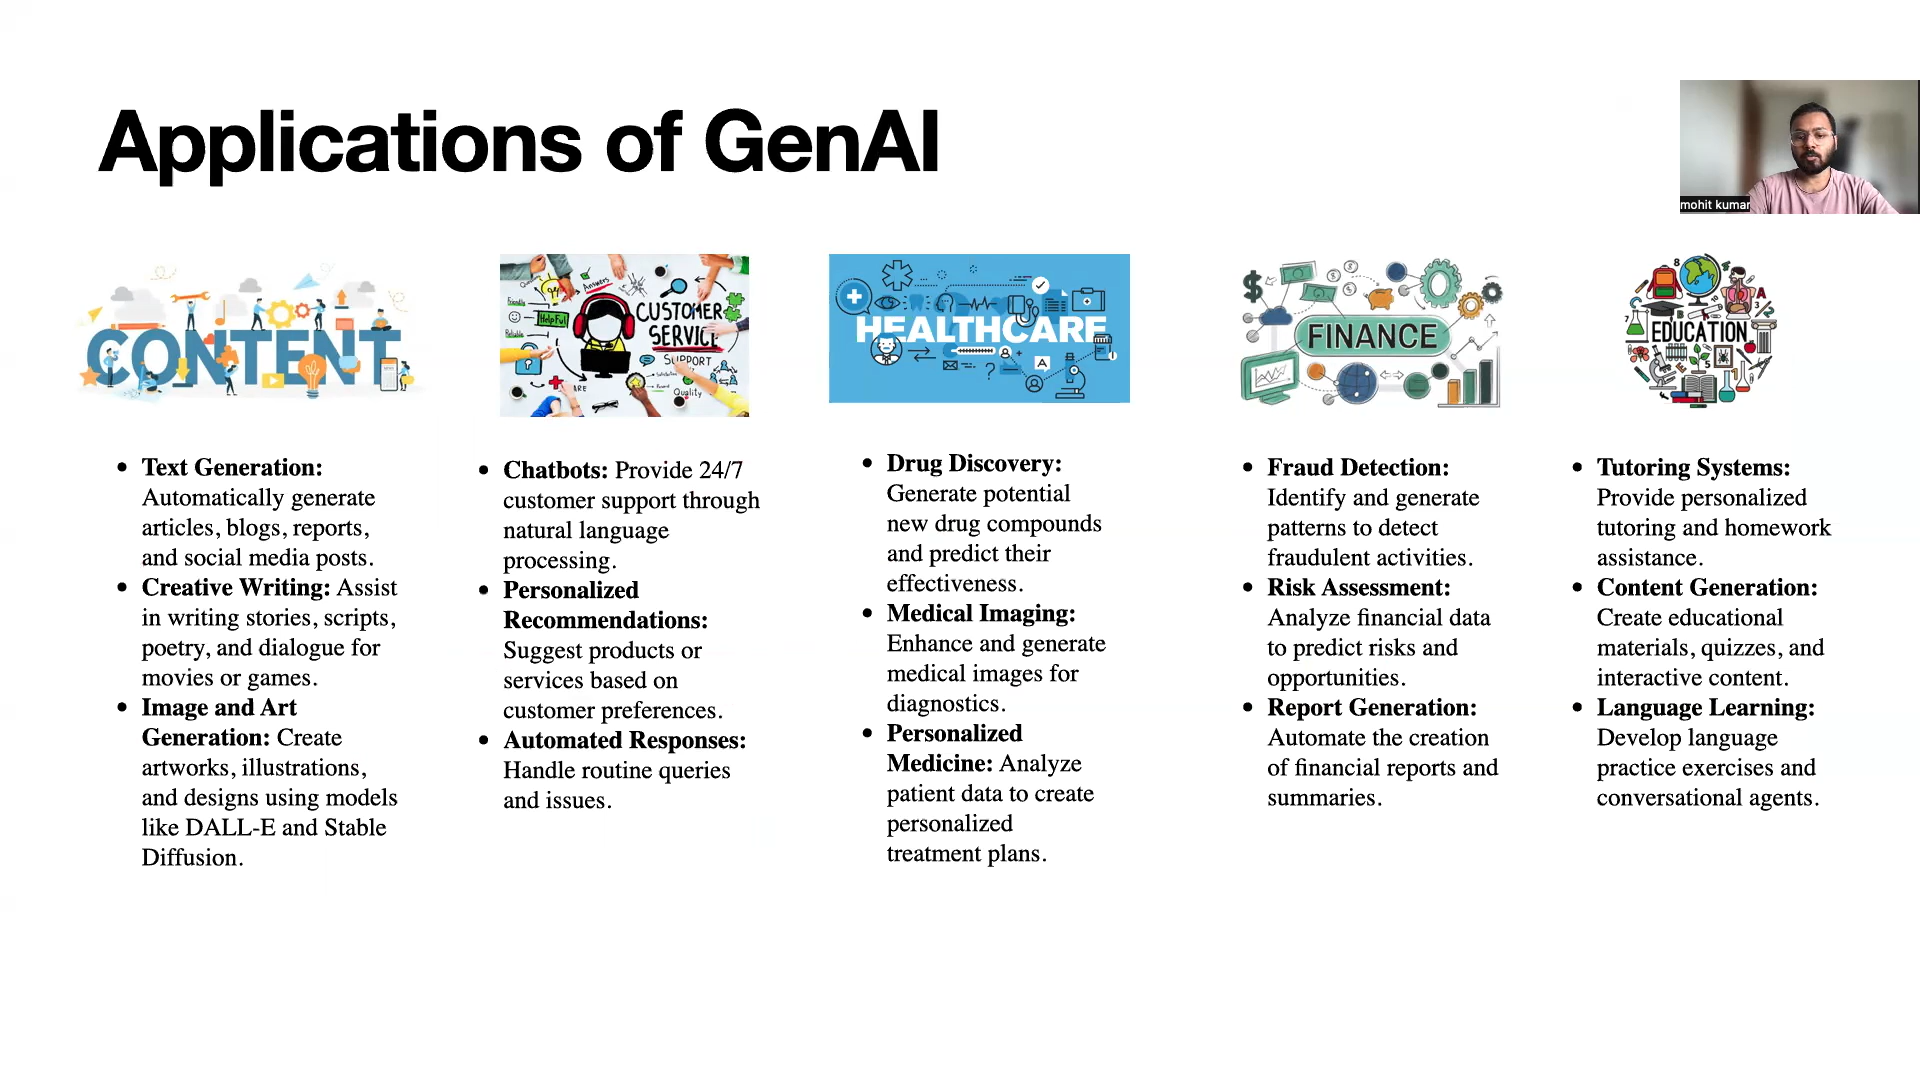 Applications of GenAI
mohit kumar
CONTENT
Answers
Friendly
HelpFul
Reliable
CUSTOMER
SERVICE
SUPPORT
Quality
HEALTHCARE
A
$
FINANCE
EDUCATION
• Text Generation:
Automatically generate
articles, blogs, reports,
and social media posts.
• Creative Writing: Assist
in writing stories, scripts,
poetry, and dialogue for
movies or games.
• Image and Art
Generation: Create
artworks, illustrations,
and designs using models
like DALL-E and Stable
Diffusion.
• Chatbots: Provide 24/7
customer support through
natural language
processing.
• Personalized
Recommendations:
Suggest products or
services based on
customer preferences.
• Automated Responses:
Handle routine queries
and issues.
• Drug Discovery:
Generate potential
new drug compounds
and predict their
effectiveness.
• Medical Imaging:
Enhance and generate
medical images for
diagnostics.
• Personalized
Medicine: Analyze
patient data to create
personalized
treatment plans.
• Fraud Detection:
Identify and generate
patterns to detect
fraudulent activities.
• Risk Assessment:
Analyze financial data
to predict risks and
opportunities.
• Report Generation:
Automate the creation
of financial reports and
summaries.
• Tutoring Systems:
Provide personalized
tutoring and homework
assistance.
• Content Generation:
Create educational
materials, quizzes, and
interactive content.
• Language Learning:
Develop language
practice exercises and
conversational agents.